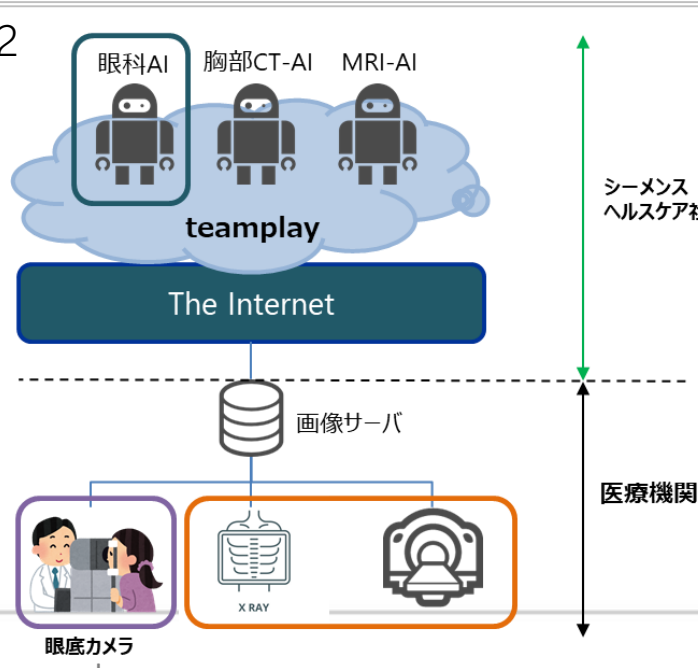 2
眼科AI
胸部CT-AI
MRI-AI
teamplay
The Internet
シーメンス
ヘルスケア社
画像サーバ
医療機関
X RAY
眼底カメラ